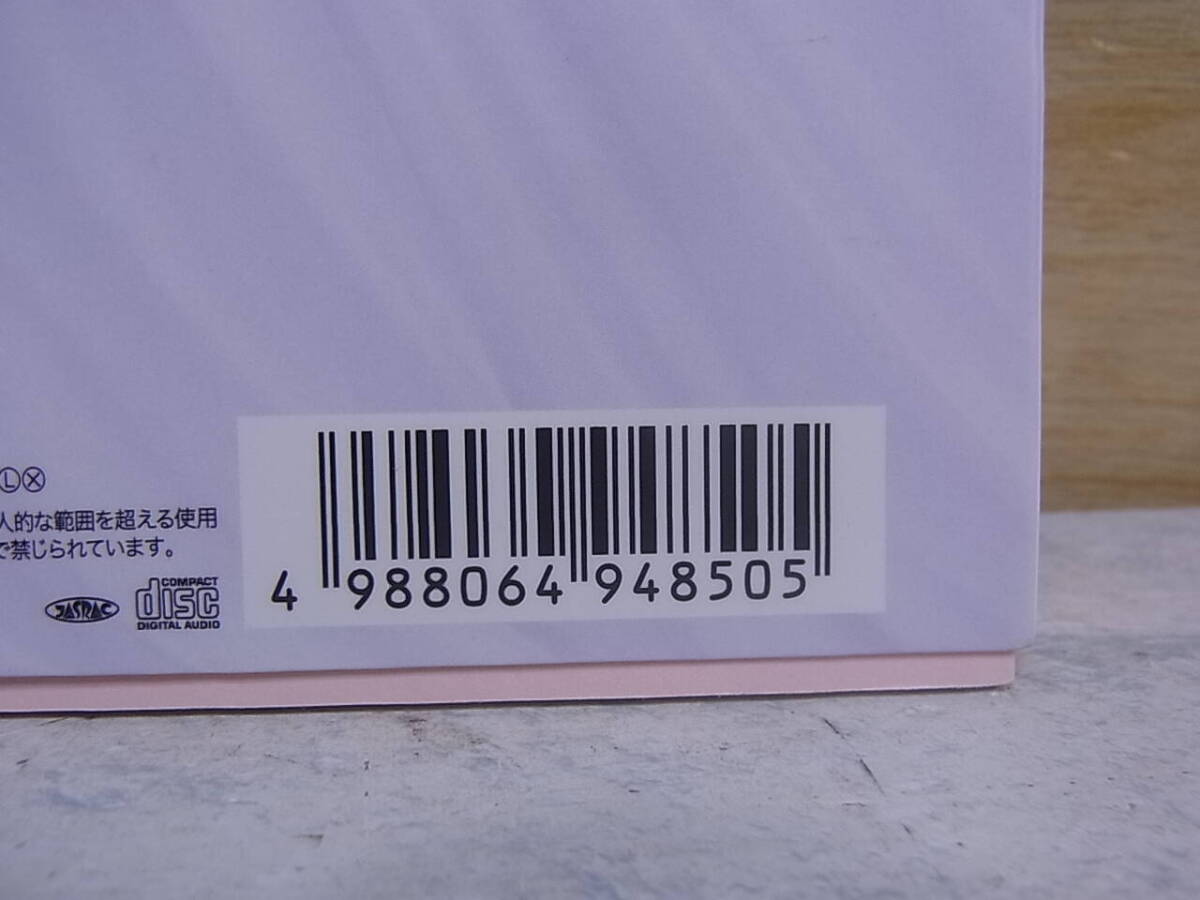 Ⓛ Ⓧ
人的な範囲を超える使用
で禁じられています。
JASRAC
COMPACT
disc
DIGITAL AUDIO
4 988064 948505